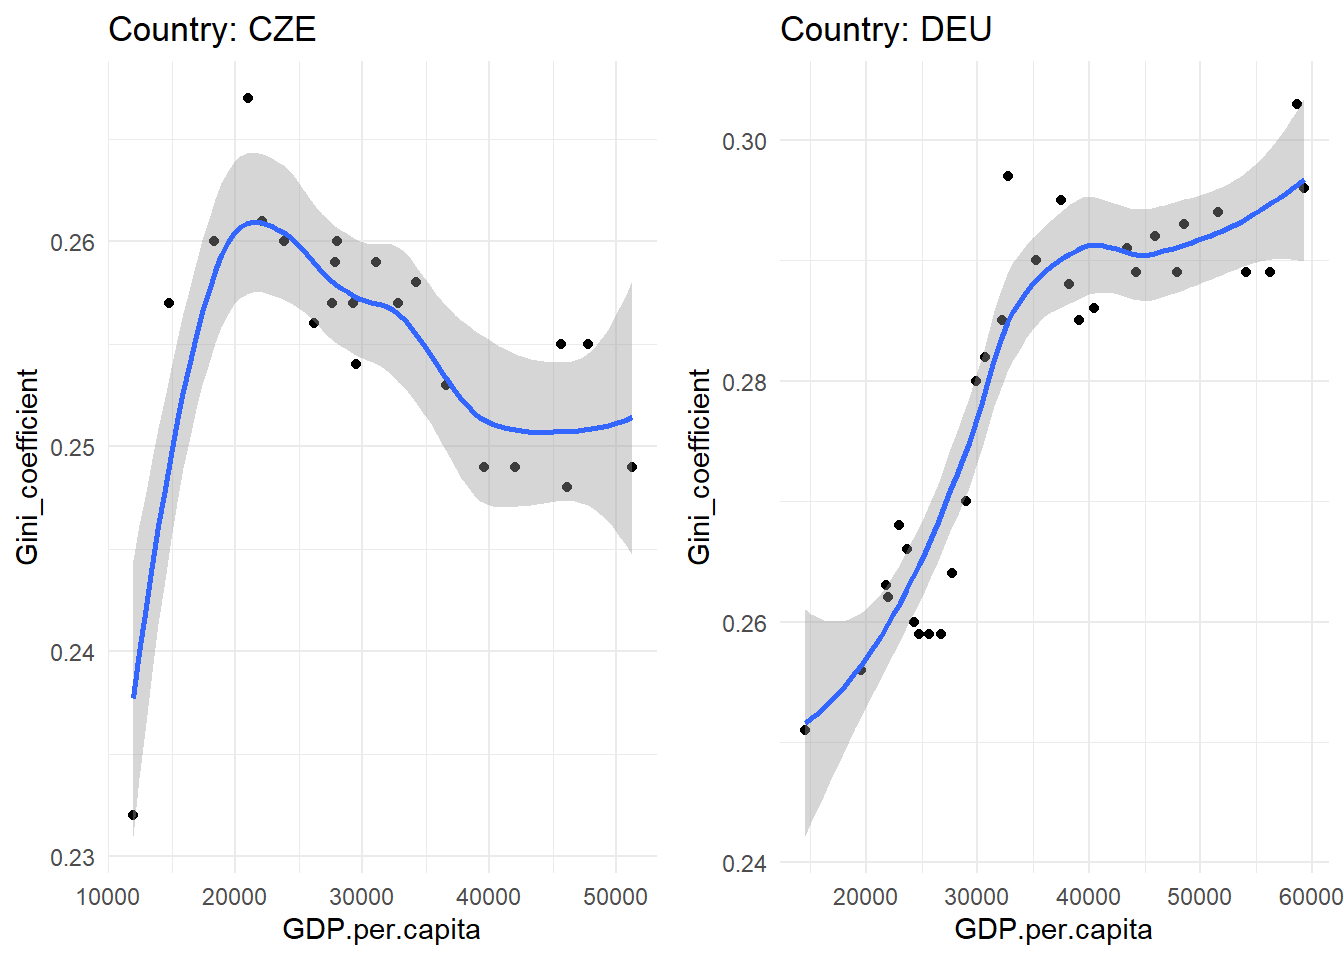 Country: CZE
Gini_coefficient
0.26
0.25
0.24
0.23
10000 20000 30000 40000 50000
GDP.per.capita
Country: DEU
Gini_coefficient
0.30
0.28
0.26
0.24
20000 30000 40000 50000 60000
GDP.per.capita